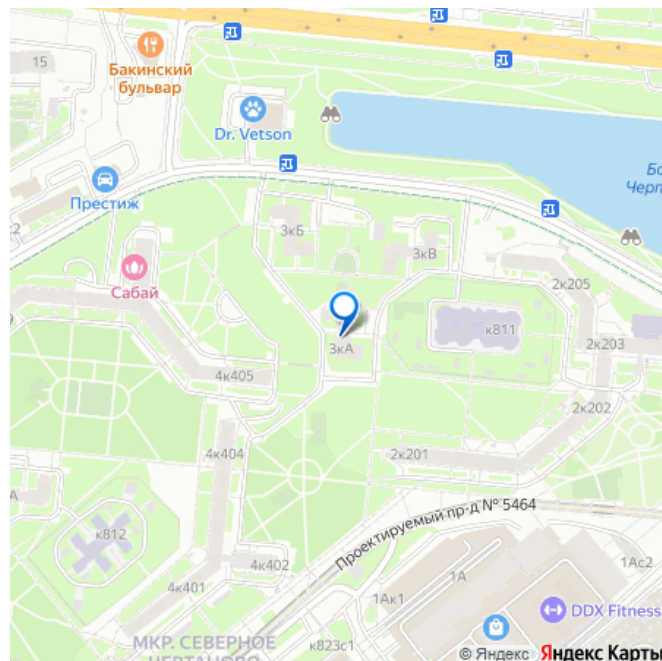 15
Бакинский
бульвар
Dr. Vetson
Престиж
Сабай
3кБ
3кВ
2к205
к811
2к203
3кА
4к405
2к202
4к404
2к201
Проектируемый пр-д № 5464
к812
4к402
4к401
1А
1Ас2
1Ак1
DDX Fitness
МКР. СЕВЕРНОЕ
к823с1
© Яндекс Яндекс Карты